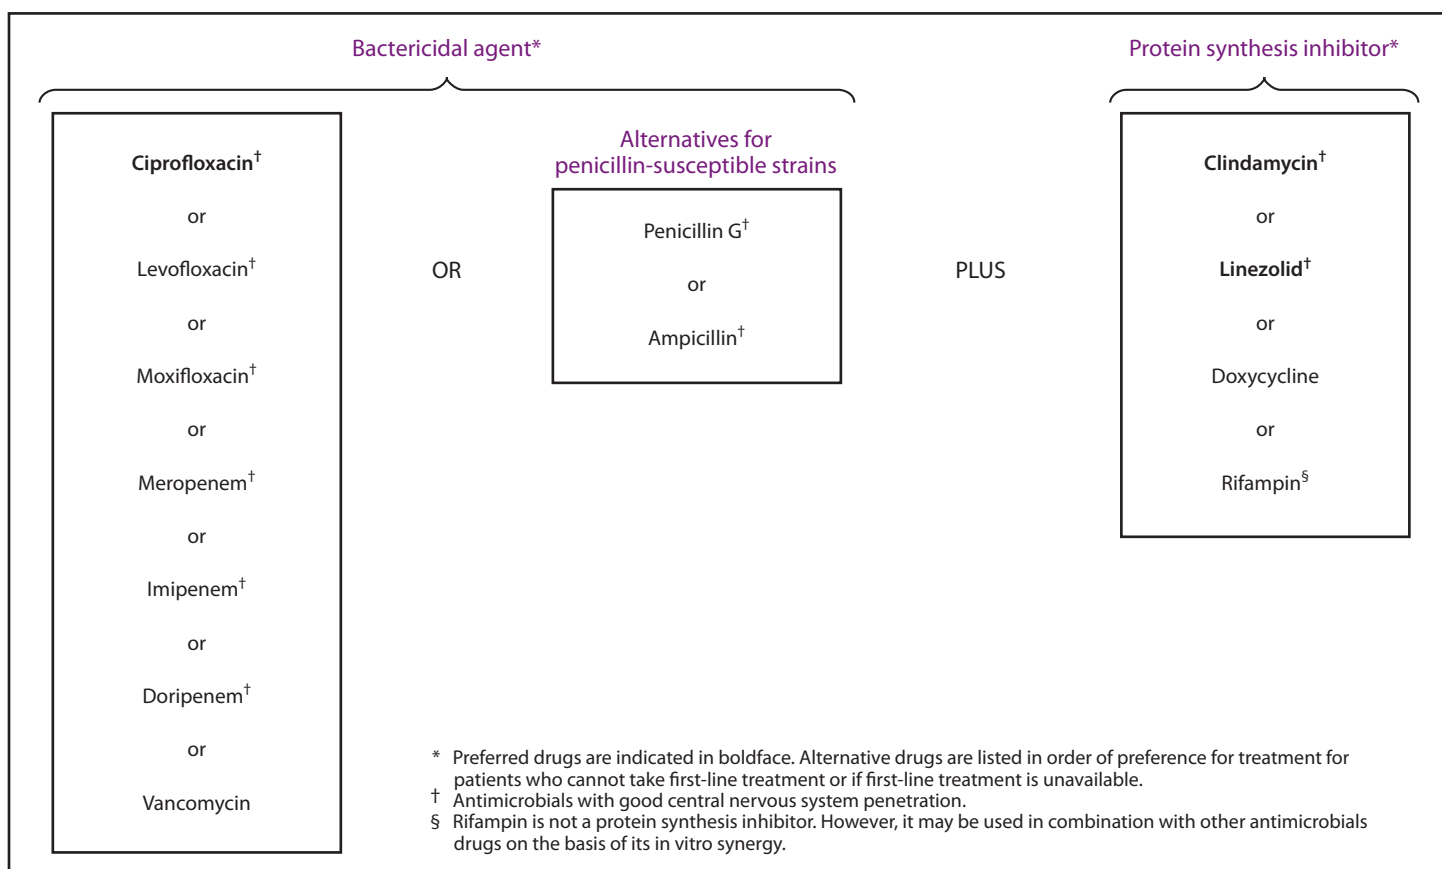 Bactericidal agent*
Ciprofloxacin†
or
Levofloxacin†
or
Moxifloxacin†
or
Meropenem†
or
Imipenem†
or
Doripenem†
or
Vancomycin
OR
Alternatives for
penicillin-susceptible strains
Penicillin G†
or
Ampicillin†
PLUS
Protein synthesis inhibitor*
Clindamycin†
or
Linezolid†
or
Doxycycline
or
Rifampin§
* Preferred drugs are indicated in boldface. Alternative drugs are listed in order of preference for treatment for
patients who cannot take first-line treatment or if first-line treatment is unavailable.
† Antimicrobials with good central nervous system penetration.
§ Rifampin is not a protein synthesis inhibitor. However, it may be used in combination with other antimicrobials
drugs on the basis of its in vitro synergy.